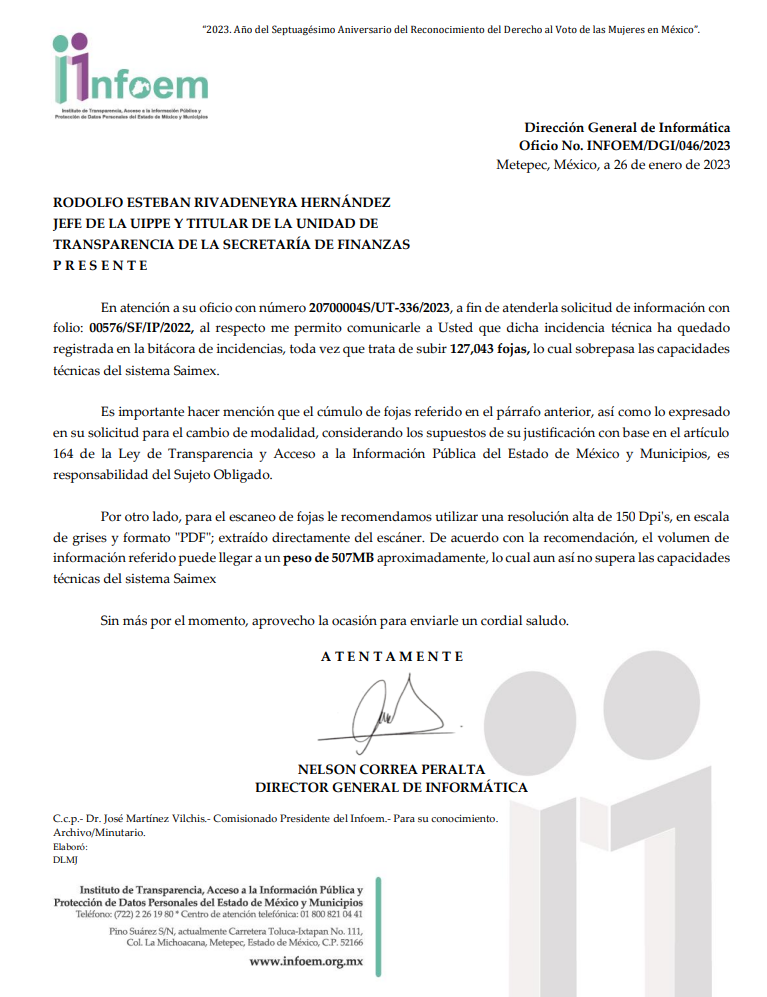 "2023. Año del Septuagésimo Aniversario del Reconocimiento del Derecho al Voto de las Mujeres en México".
infoem
Instituto de Transparencia, Acceso a la Información Pública y
Protección de Datos Personales del Estado de México y Municipios
Dirección General de Informática
Oficio No. INFOEM/DGI/046/2023
Metepec, México, a 26 de enero de 2023
RODOLFO ESTEBAN RIVADENEYRA HERNÁNDEZ
JEFE DE LA UIPPE Y TITULAR DE LA UNIDAD DE
TRANSPARENCIA DE LA SECRETARÍA DE FINANZAS
P R E S E N T E
En atención a su oficio con número 20700004S/UT-336/2023, a fin de atenderla solicitud de información con
folio: 00576/SF/IP/2022, al respecto me permito comunicarle a Usted que dicha incidencia técnica ha quedado
registrada en la bitácora de incidencias, toda vez que trata de subir 127,043 fojas, lo cual sobrepasa las capacidades
técnicas del sistema Saimex.
Es importante hacer mención que el cúmulo de fojas referido en el párrafo anterior, así como lo expresado
en su solicitud para el cambio de modalidad, considerando los supuestos de su justificación con base en el artículo
164 de la Ley de Transparencia y Acceso a la Información Pública del Estado de México y Municipios, es
responsabilidad del Sujeto Obligado.
Por otro lado, para el escaneo de fojas le recomendamos utilizar una resolución alta de 150 Dpi's, en escala
de grises y formato "PDF"; extraído directamente del escáner. De acuerdo con la recomendación, el volumen de
información referido puede llegar a un peso de 507MB aproximadamente, lo cual aun así no supera las capacidades
técnicas del sistema Saimex
Sin más por el momento, aprovecho la ocasión para enviarle un cordial saludo.
A T E N T A M E N T E
NELSON CORREA PERALTA
DIRECTOR GENERAL DE INFORMÁTICA
C.c.p.- Dr. José Martínez Vilchis.- Comisionado Presidente del Infoem.- Para su conocimiento.
Archivo/Minutario.
Elaboró:
DLMJ
Instituto de Transparencia, Acceso a la Información Pública y
Protección de Datos Personales del Estado de México y Municipios
Teléfono: (722) 2 26 19 80 * Centro de atención telefónica: 01 800 821 04 41
Pino Suárez S/N, actualmente Carretera Toluca-Ixtapan No. 111,
Col. La Michoacana, Metepec, Estado de México, C.P. 52166
www.infoem.org.mx